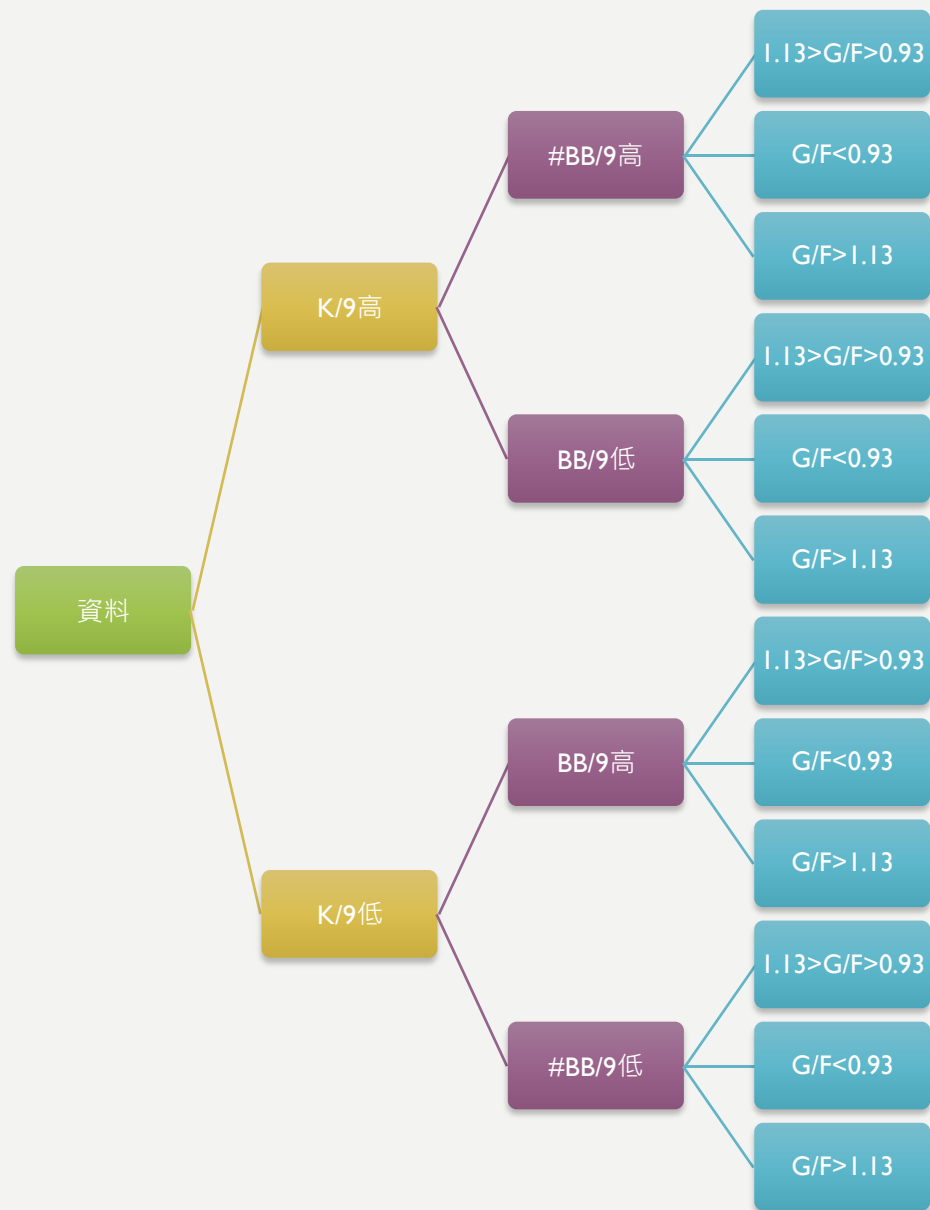 資料
K/9高
#BB/9高
1.13>G/F>0.93
G/F<0.93
G/F>1.13
BB/9低
1.13>G/F>0.93
G/F<0.93
G/F>1.13
K/9低
BB/9高
1.13>G/F>0.93
G/F<0.93
G/F>1.13
#BB/9低
1.13>G/F>0.93
G/F<0.93
G/F>1.13